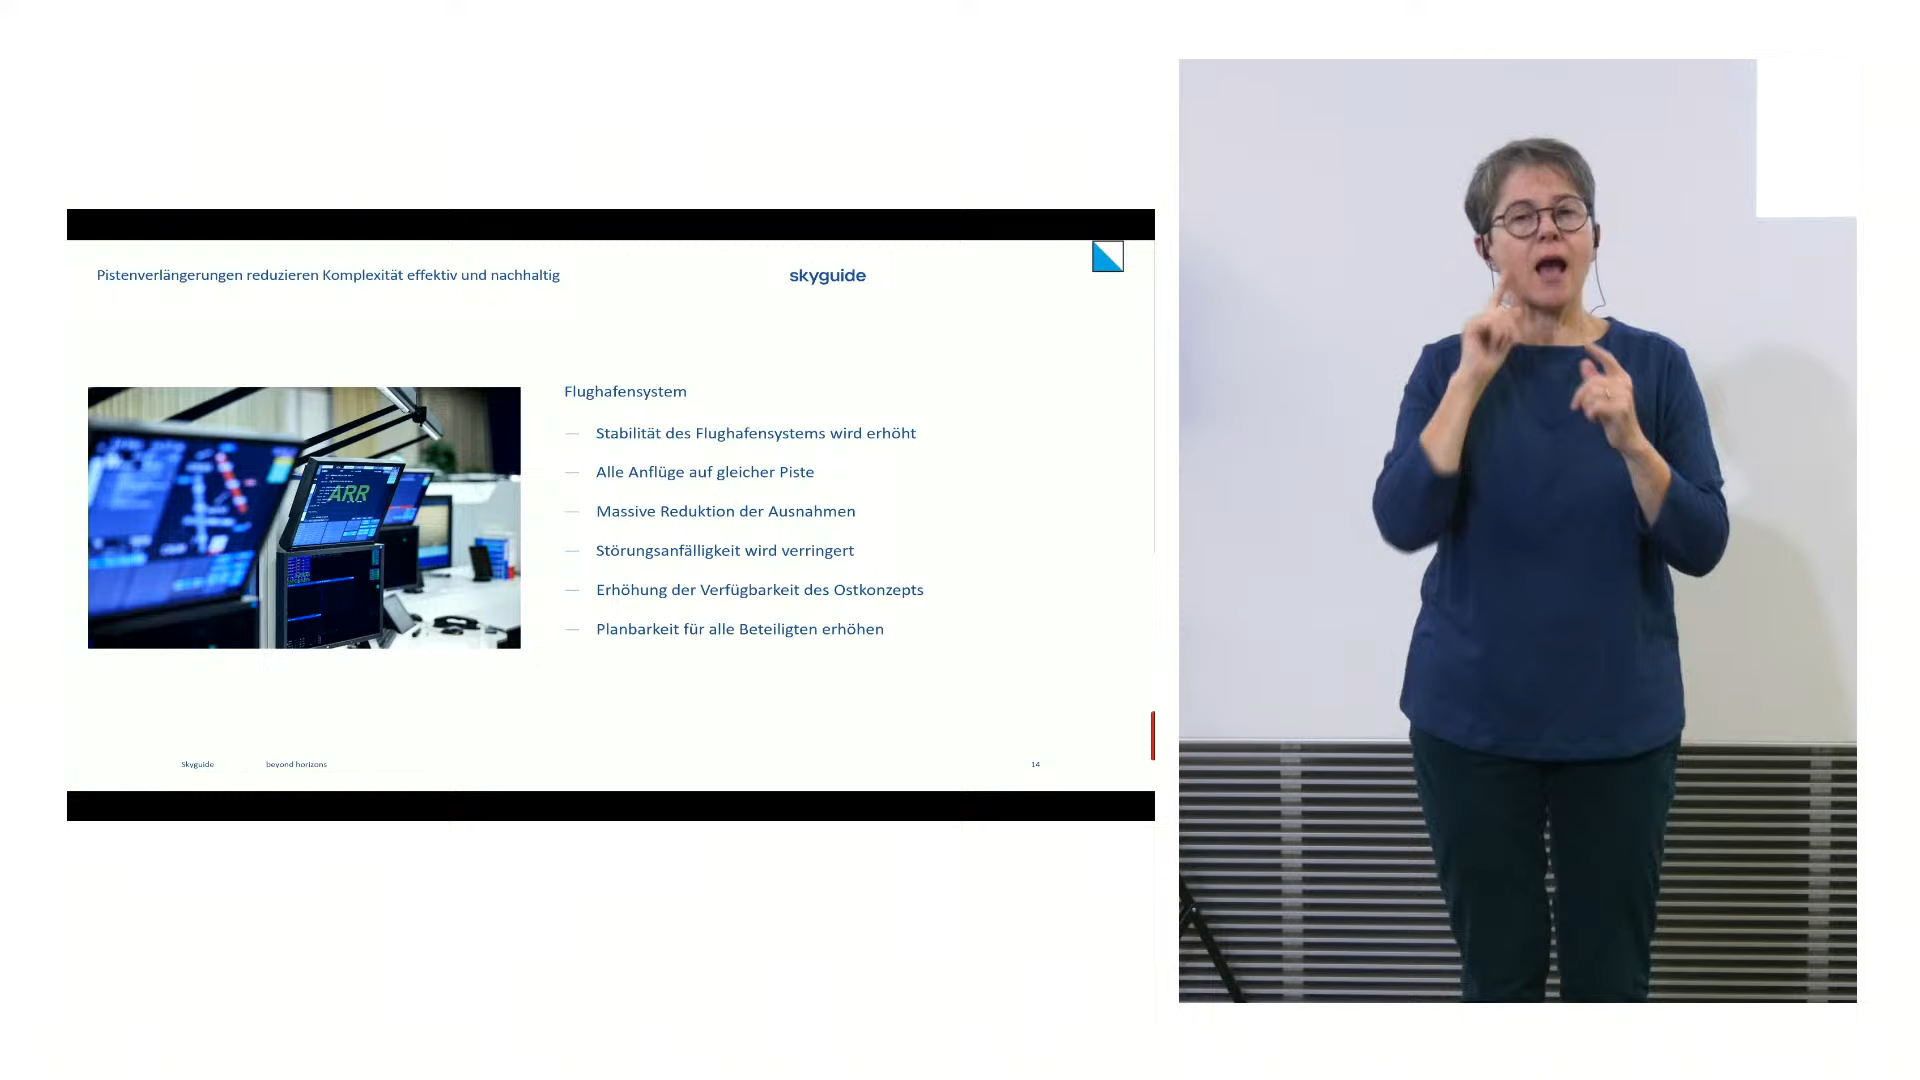 Pistenverlängerungen reduzieren Komplexität effektiv und nachhaltig
skyguide
ARR
Flughafensystem
— Stabilität des Flughafensystems wird erhöht
— Alle Anflüge auf gleicher Piste
— Massive Reduktion der Ausnahmen
— Störungsanfälligkeit wird verringert
— Erhöhung der Verfügbarkeit des Ostkonzepts
— Planbarkeit für alle Beteiligten erhöhen
Skyguide
beyond horizons
14